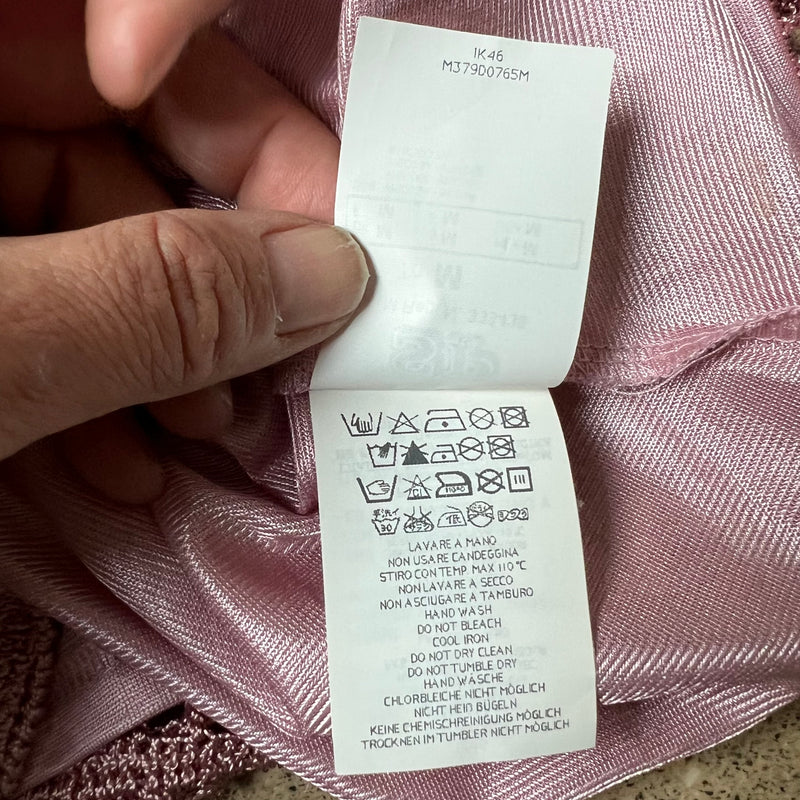 IK46
M379D0765M
LAVARE A MANO
NON USARE CANDEGGINA
STIRO CON TEMP. MAX 110°C
NON LAVARE A SECCO
NON ASCIUGARE A TAMBURO
HAND WASH
DO NOT BLEACH
COOL IRON
DO NOT DRY CLEAN
DO NOT TUMBLE DRY
HAND WÄSCHE
CHLORBLEICHE NICHT MÖGLICH
NICHT HEIß BÜGELN
KEINE CHEMISCHREINIGUNG MÖGLICH
TROCKNEN IM TUMBLER NICHT MÖGLICH